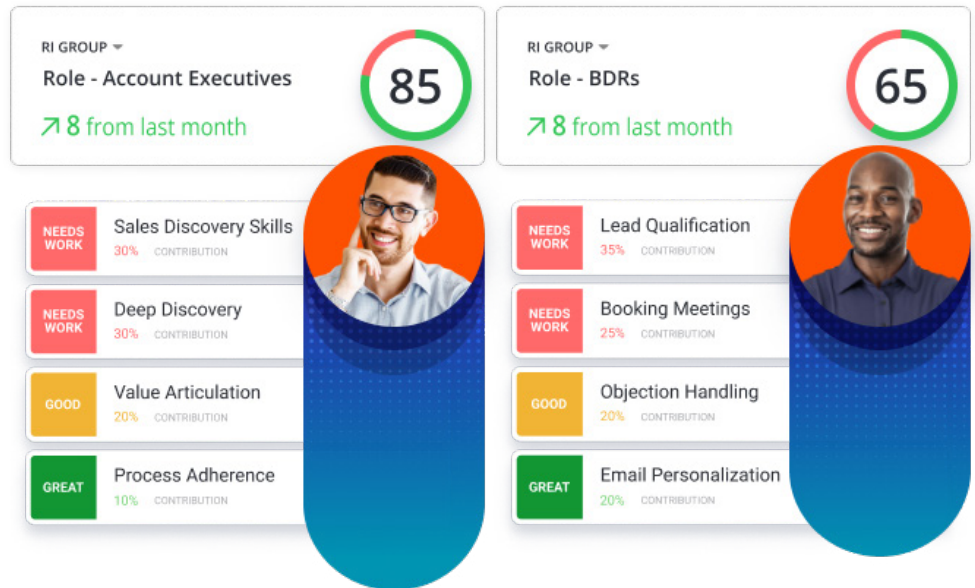 RI GROUP
Role - Account Executives
8 from last month
85
NEEDS
WORK
Sales Discovery Skills
30% CONTRIBUTION
NEEDS
WORK
Deep Discovery
30% CONTRIBUTION
GOOD
Value Articulation
20% CONTRIBUTION
GREAT
Process Adherence
10% CONTRIBUTION
RI GROUP
Role - BDRs
8 from last month
65
NEEDS
WORK
Lead Qualification
35% CONTRIBUTION
NEEDS
WORK
Booking Meetings
25% CONTRIBUTION
GOOD
Objection Handling
20% CONTRIBUTION
GREAT
Email Personalization
20% CONTRIBUTION